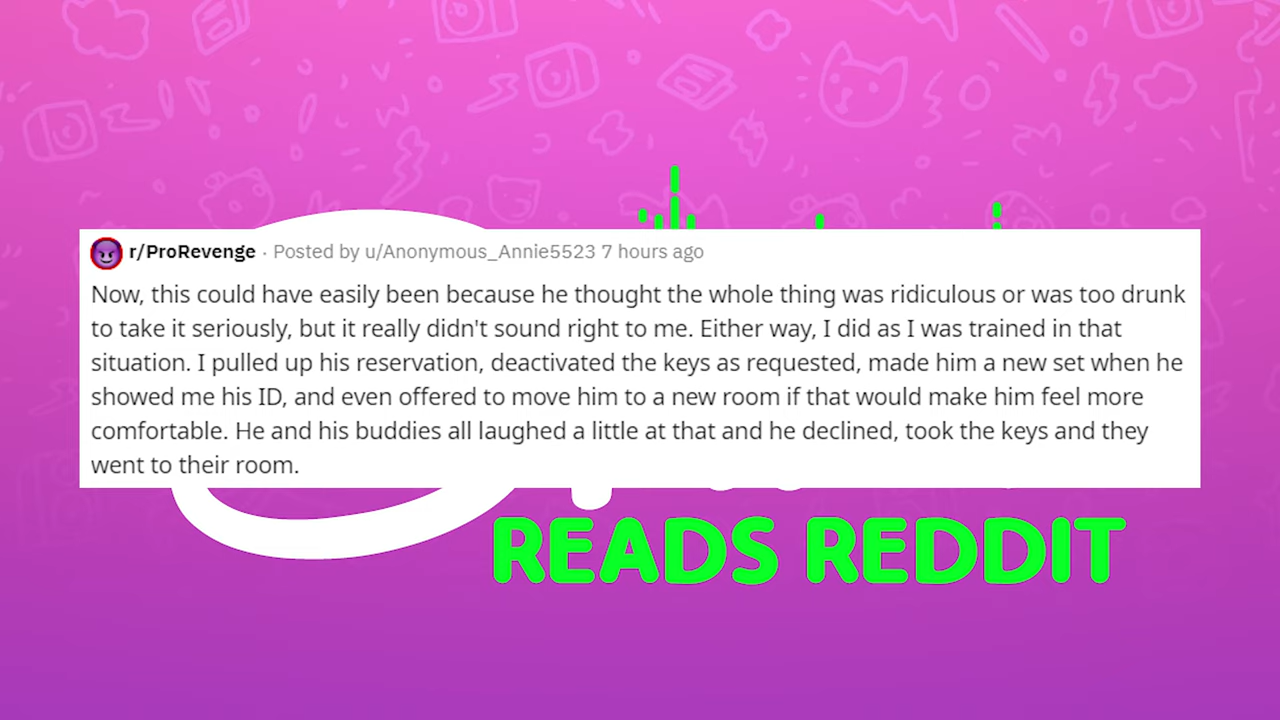 r/ProRevenge · Posted by u/Anonymous_Annie5523 7 hours ago
Now, this could have easily been because he thought the whole thing was ridiculous or was too drunk
to take it seriously, but it really didn't sound right to me. Either way, I did as I was trained in that
situation. I pulled up his reservation, deactivated the keys as requested, made him a new set when he
showed me his ID, and even offered to move him to a new room if that would make him feel more
comfortable. He and his buddies all laughed a little at that and he declined, took the keys and they
went to their room.
READS REDDIT